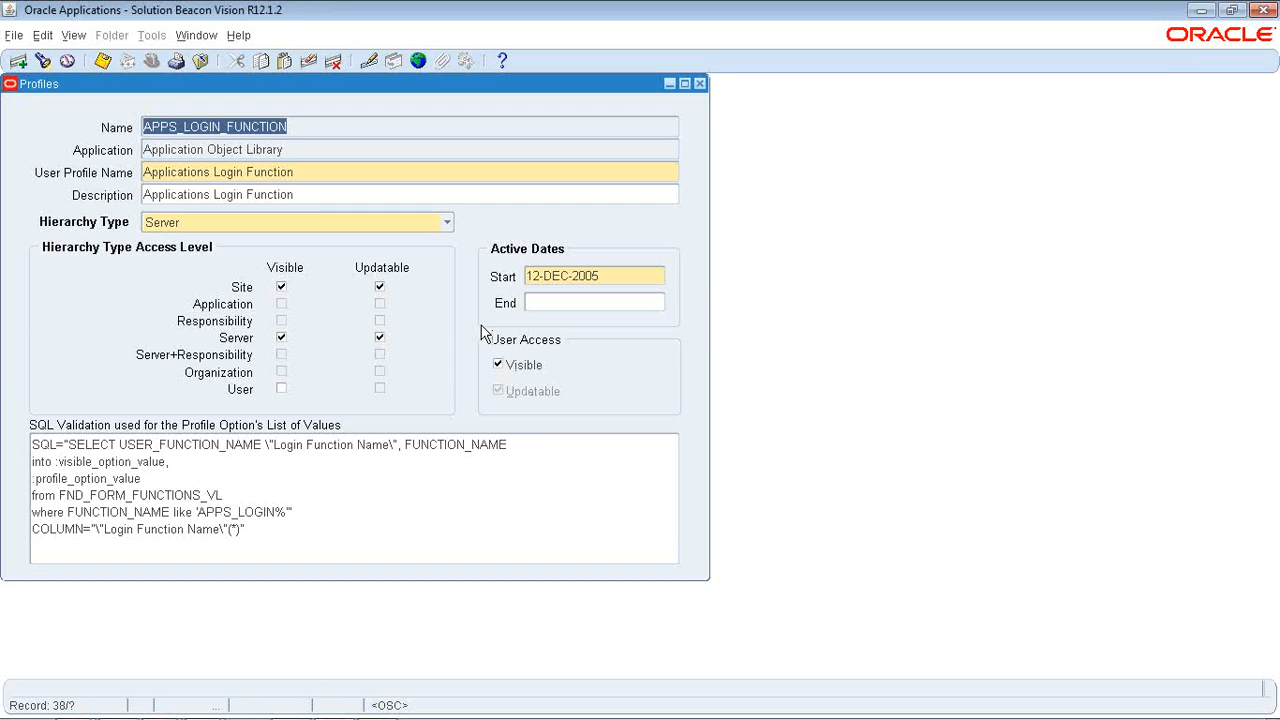 Oracle Applications - Solution Beacon Vision R12.1.2
File Edit View Folder Tools Window Help
ORACLE
Profiles
Name APPS_LOGIN_FUNCTION
Application Application Object Library
User Profile Name Applications Login Function
Description Applications Login Function
Hierarchy Type Server
Hierarchy Type Access Level
Visible Updatable
Site
Application
Responsibility
Server
Server+Responsibility
Organization
User
Active Dates
Start 12-DEC-2005
End
User Access
Visible
Updatable
SQL Validation used for the Profile Option's List of Values
SQL="SELECT USER_FUNCTION_NAME \"Login Function Name\", FUNCTION_NAME
into :visible_option_value,
:profile_option_value
from FND_FORM_FUNCTIONS_VL
where FUNCTION_NAME like 'APPS_LOGIN%'"
COLUMN="\"Login Function Name\"(*)"
Record: 38/? ... <OSC>